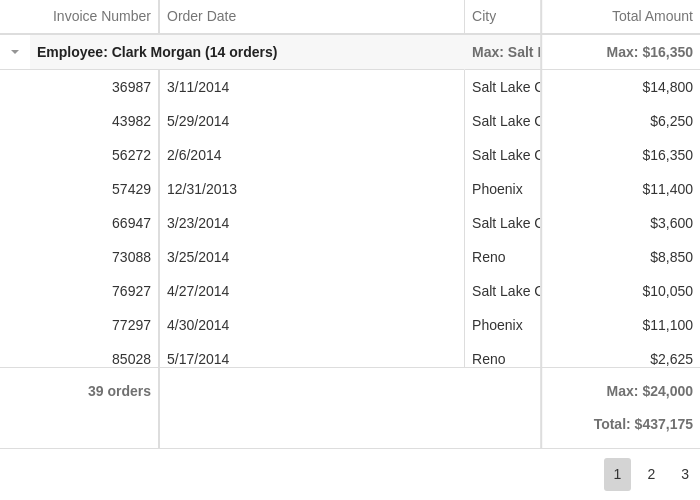 Invoice Number Order Date City Total Amount
Employee: Clark Morgan (14 orders) Max: Salt Max: $16,350
36987 3/11/2014 Salt Lake $14,800
43982 5/29/2014 Salt Lake $6,250
56272 2/6/2014 Salt Lake $16,350
57429 12/31/2013 Phoenix $11,400
66947 3/23/2014 Salt Lake $3,600
73088 3/25/2014 Reno $8,850
76927 4/27/2014 Salt Lake $10,050
77297 4/30/2014 Phoenix $11,100
85028 5/17/2014 Reno $2,625
39 orders Max: $24,000
Total: $437,175
1 2 3